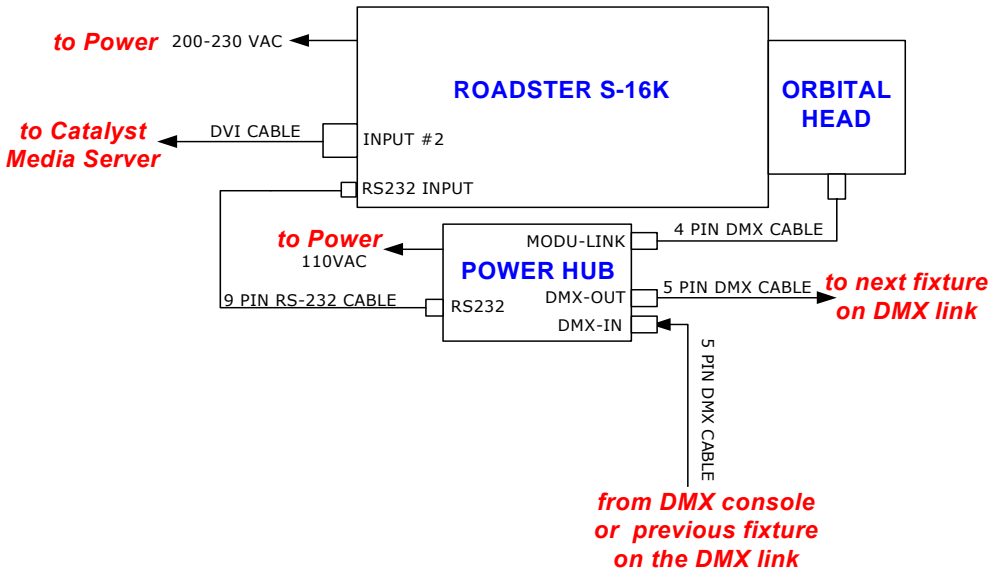 to Power 200-230 VAC
ROADSTER S-16K
ORBITAL
HEAD
to Catalyst
Media Server
DVI CABLE
INPUT #2
RS232 INPUT
to Power
110VAC
MODU-LINK
4 PIN DMX CABLE
POWER HUB
DMX-OUT
5 PIN DMX CABLE
to next fixture
on DMX link
9 PIN RS-232 CABLE
RS232
DMX-IN
5 PIN DMX CABLE
from DMX console
or previous fixture
on the DMX link